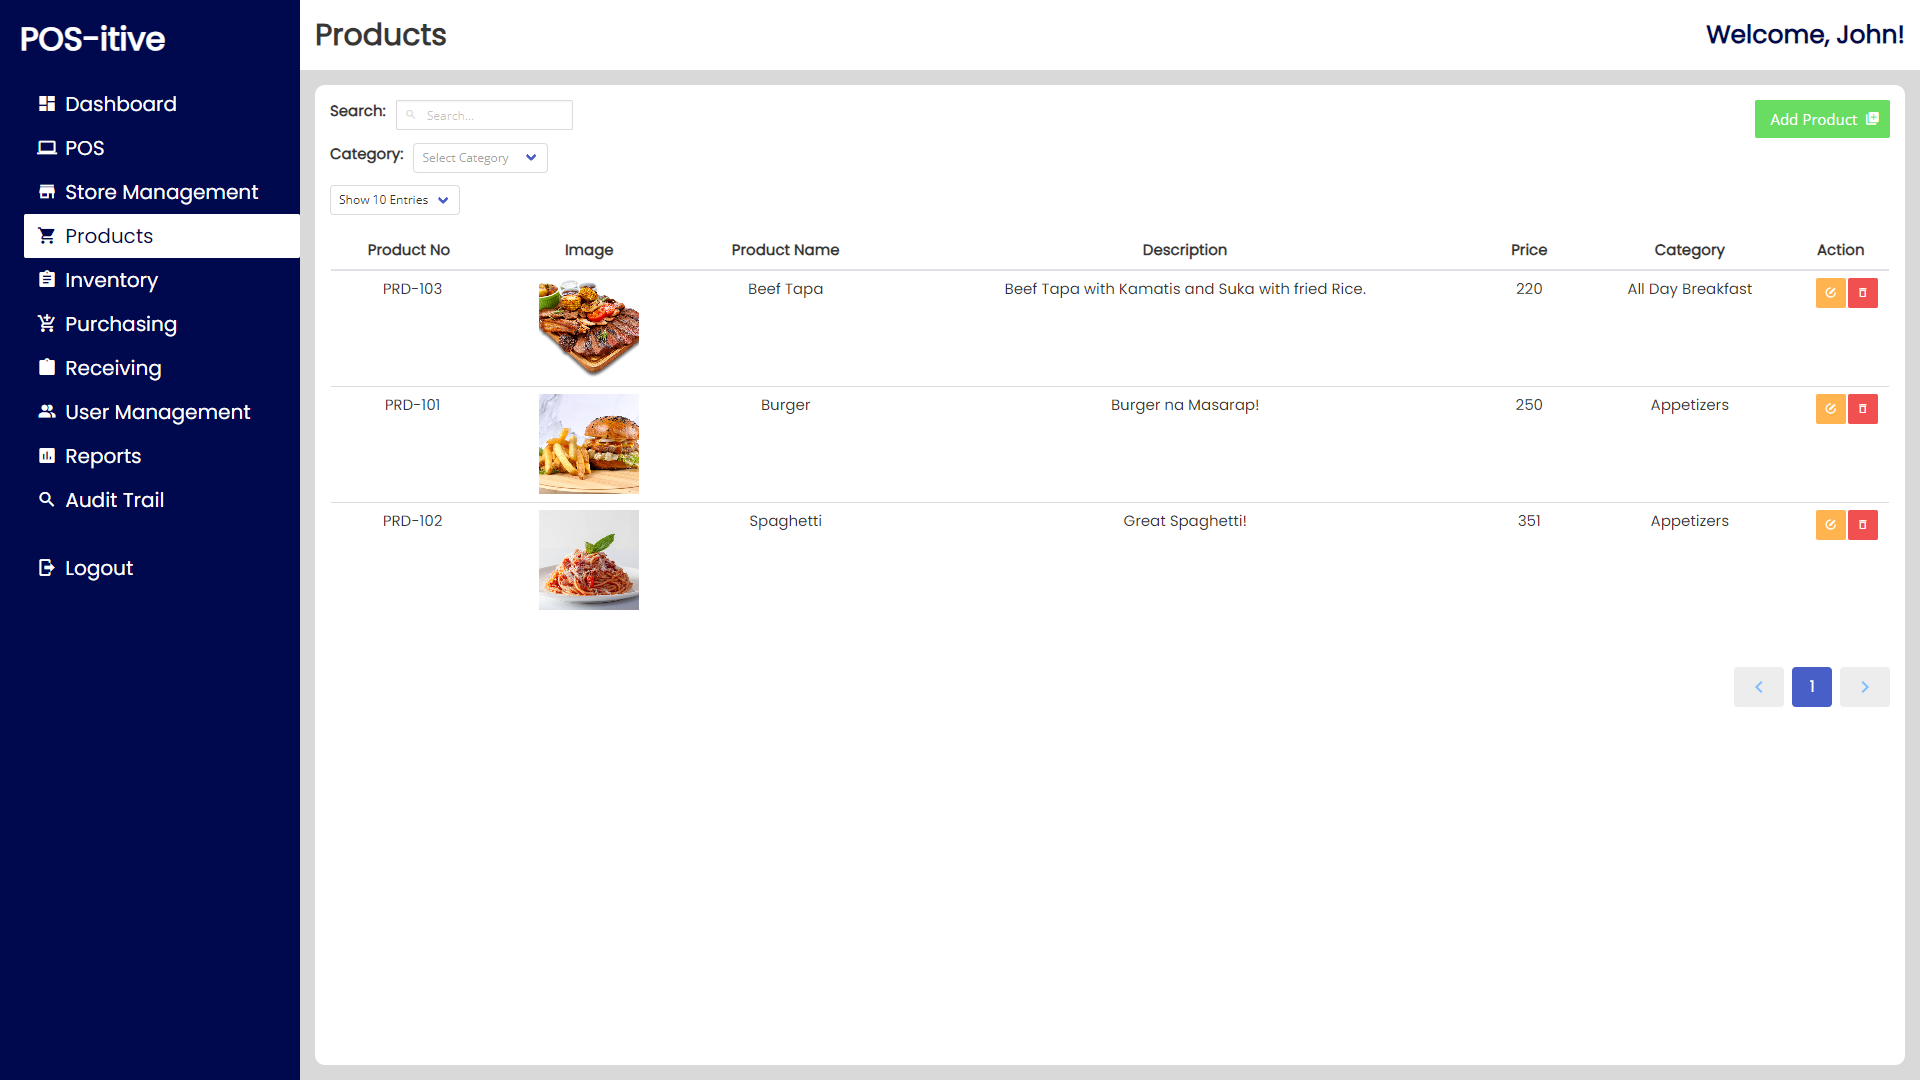 POS-itive
Dashboard
POS
Store Management
Products
Inventory
Purchasing
Receiving
User Management
Reports
Audit Trail
Logout
Products
Welcome, John!
Search: Search...
Add Product
Category: Select Category
Show 10 Entries
Product No Image Product Name Description Price Category Action
PRD-103 Beef Tapa Beef Tapa with Kamatis and Suka with fried Rice. 220 All Day Breakfast
PRD-101 Burger Burger na Masarap! 250 Appetizers
PRD-102 Spaghetti Great Spaghetti! 351 Appetizers
1